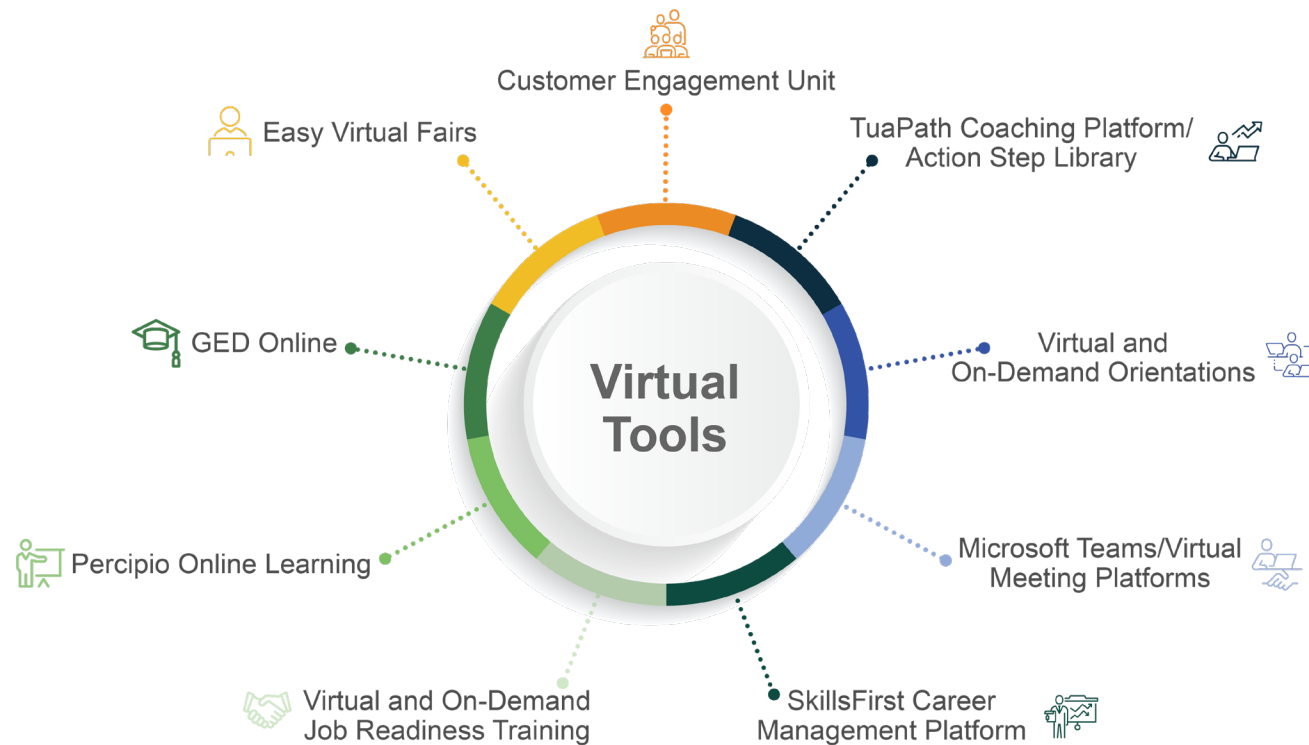 Customer Engagement Unit
Easy Virtual Fairs
TuaPath Coaching Platform/
Action Step Library
GED Online
Virtual and
On-Demand Orientations
Virtual
Tools
Percipio Online Learning
Microsoft Teams/Virtual
Meeting Platforms
Virtual and On-Demand
Job Readiness Training
SkillsFirst Career
Management Platform